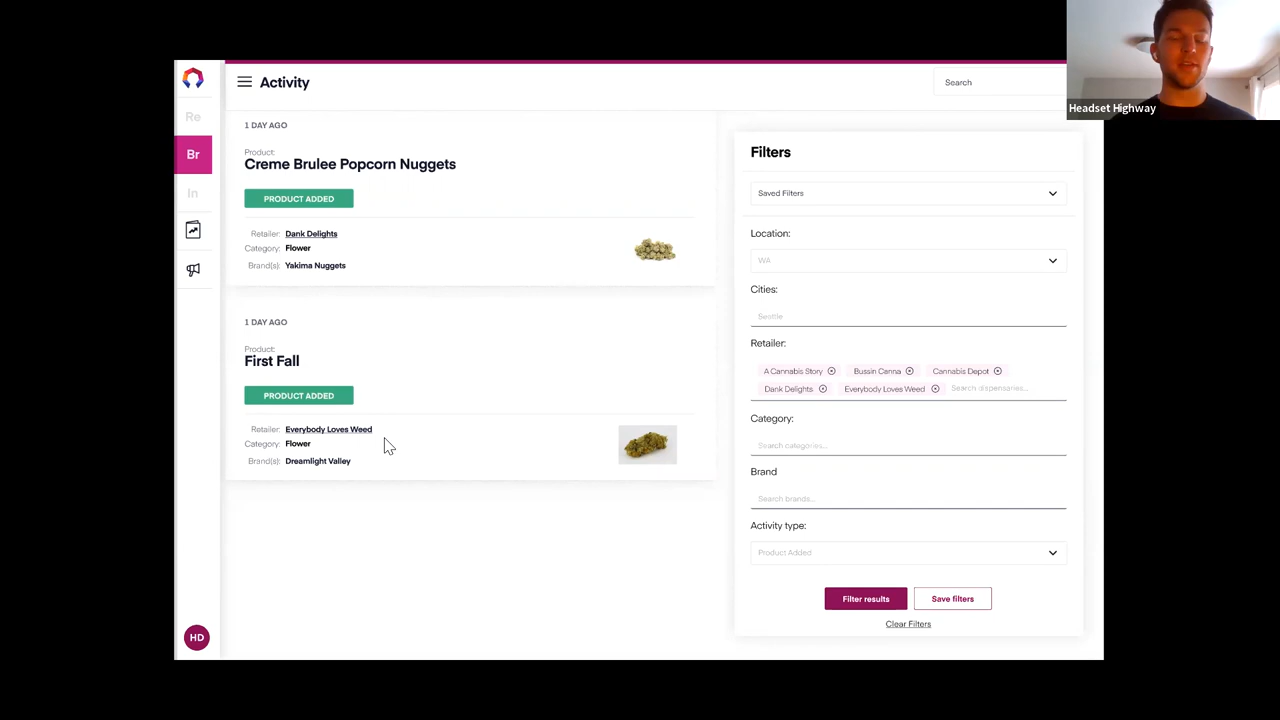 Activity
Search
Headset Highway
Re
Br
In
HD
1 DAY AGO
Product:
Creme Brulee Popcorn Nuggets
PRODUCT ADDED
Retailer: Dank Delights
Category: Flower
Brand(s): Yakima Nuggets
1 DAY AGO
Product:
First Fall
PRODUCT ADDED
Retailer: Everybody Loves Weed
Category: Flower
Brand(s): Dreamlight Valley
Filters
Saved Filters
Location:
WA
Cities:
Seattle
Retailer:
A Cannabis Story Bussin Canna Cannabis Depot
Dank Delights Everybody Loves Weed Search dispensaries...
Category:
Search categories...
Brand
Search brands...
Activity type:
Product Added
Filter results Save filters
Clear Filters